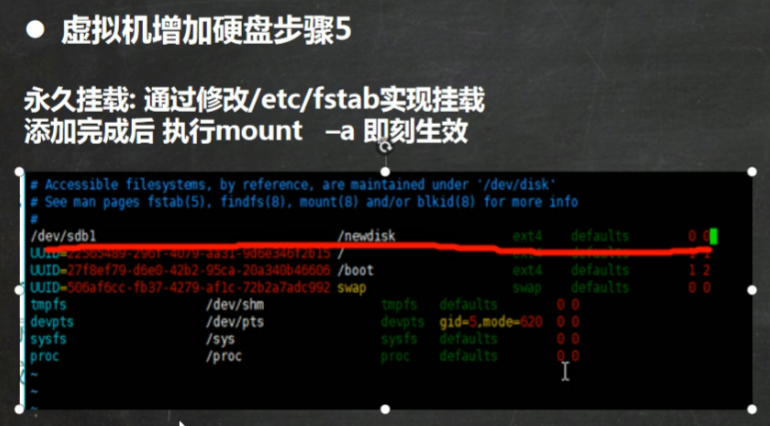 ● 虚拟机增加硬盘步骤5
永久挂载: 通过修改/etc/fstab实现挂载
添加完成后 执行mount –a 即刻生效
# Accessible filesystems, by reference, are maintained under '/dev/disk'
# See man pages fstab(5), findfs(8), mount(8) and/or blkid(8) for more info
#
/dev/sdb1 /newdisk ext4 defaults 0 0
/ ext4 defaults 1 1
UUID=27f8ef79-d6e0-42b2-95ca-20a340b46606 /boot ext4 defaults 1 2
UUID=506af6cc-fb37-4279-af1c-72b2a7adc992 swap swap defaults 0 0
tmpfs /dev/shm tmpfs defaults 0 0
devpts /dev/pts devpts gid=5,mode=620 0 0
sysfs /sys sysfs defaults 0 0
proc /proc proc defaults 0 0
~
~
~